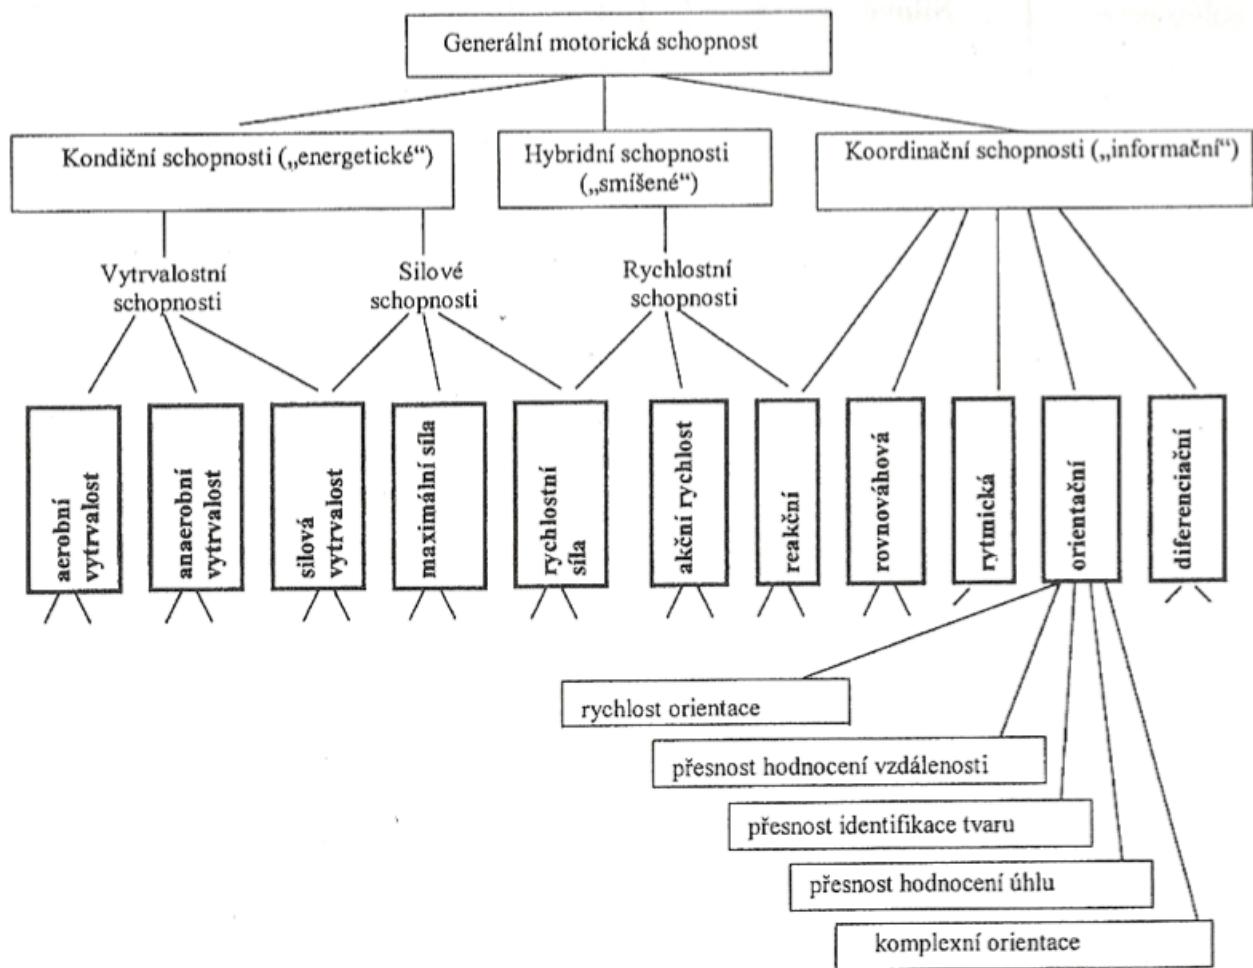 Generální motorická schopnost
Kondiční schopnosti („energetické“)
Hybridní schopnosti
(„smíšené“)
Koordinační schopnosti („informační“)
Vytrvalostní
schopnosti
Silové
schopnosti
Rychlostní
schopnosti
aerobní
vytrvalost
anaerobní
vytrvalost
silová
vytrvalost
maximální síla
rychlostní
síla
akční rychlost
reakční
rovnováhová
rytmická
orientační
diferenciační
rychlost orientace
přesnost hodnocení vzdálenosti
přesnost identifikace tvaru
přesnost hodnocení úhlu
komplexní orientace